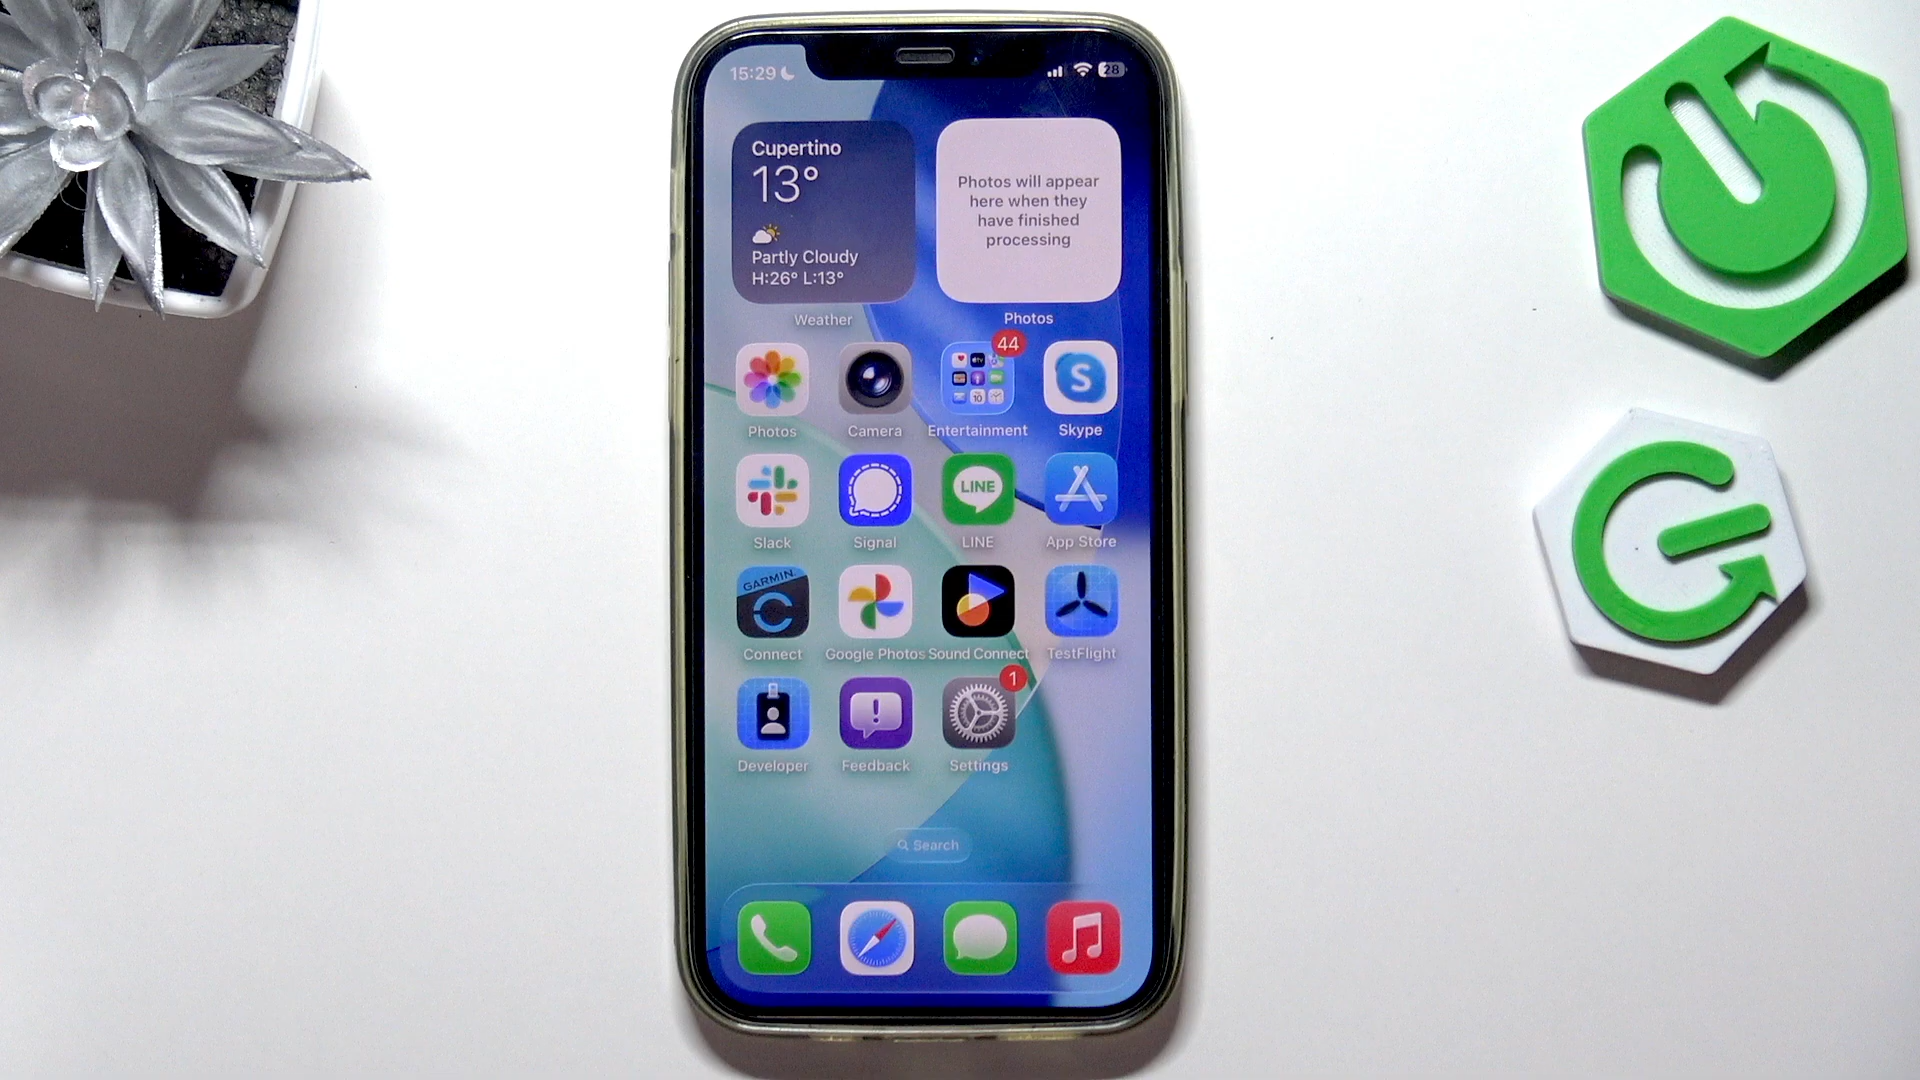 15:29
28
Cupertino
13°
Partly Cloudy
H:26° L:13°
Weather
Photos will appear
here when they
have finished
processing
Photos
44
Photos
Camera
10
Entertainment
S
Skype
Slack
Signal
LINE
LINE
App Store
GARMIN.
Connect
Google Photos
Sound Connect
TestFlight
1
Developer
!
Feedback
Settings
Search